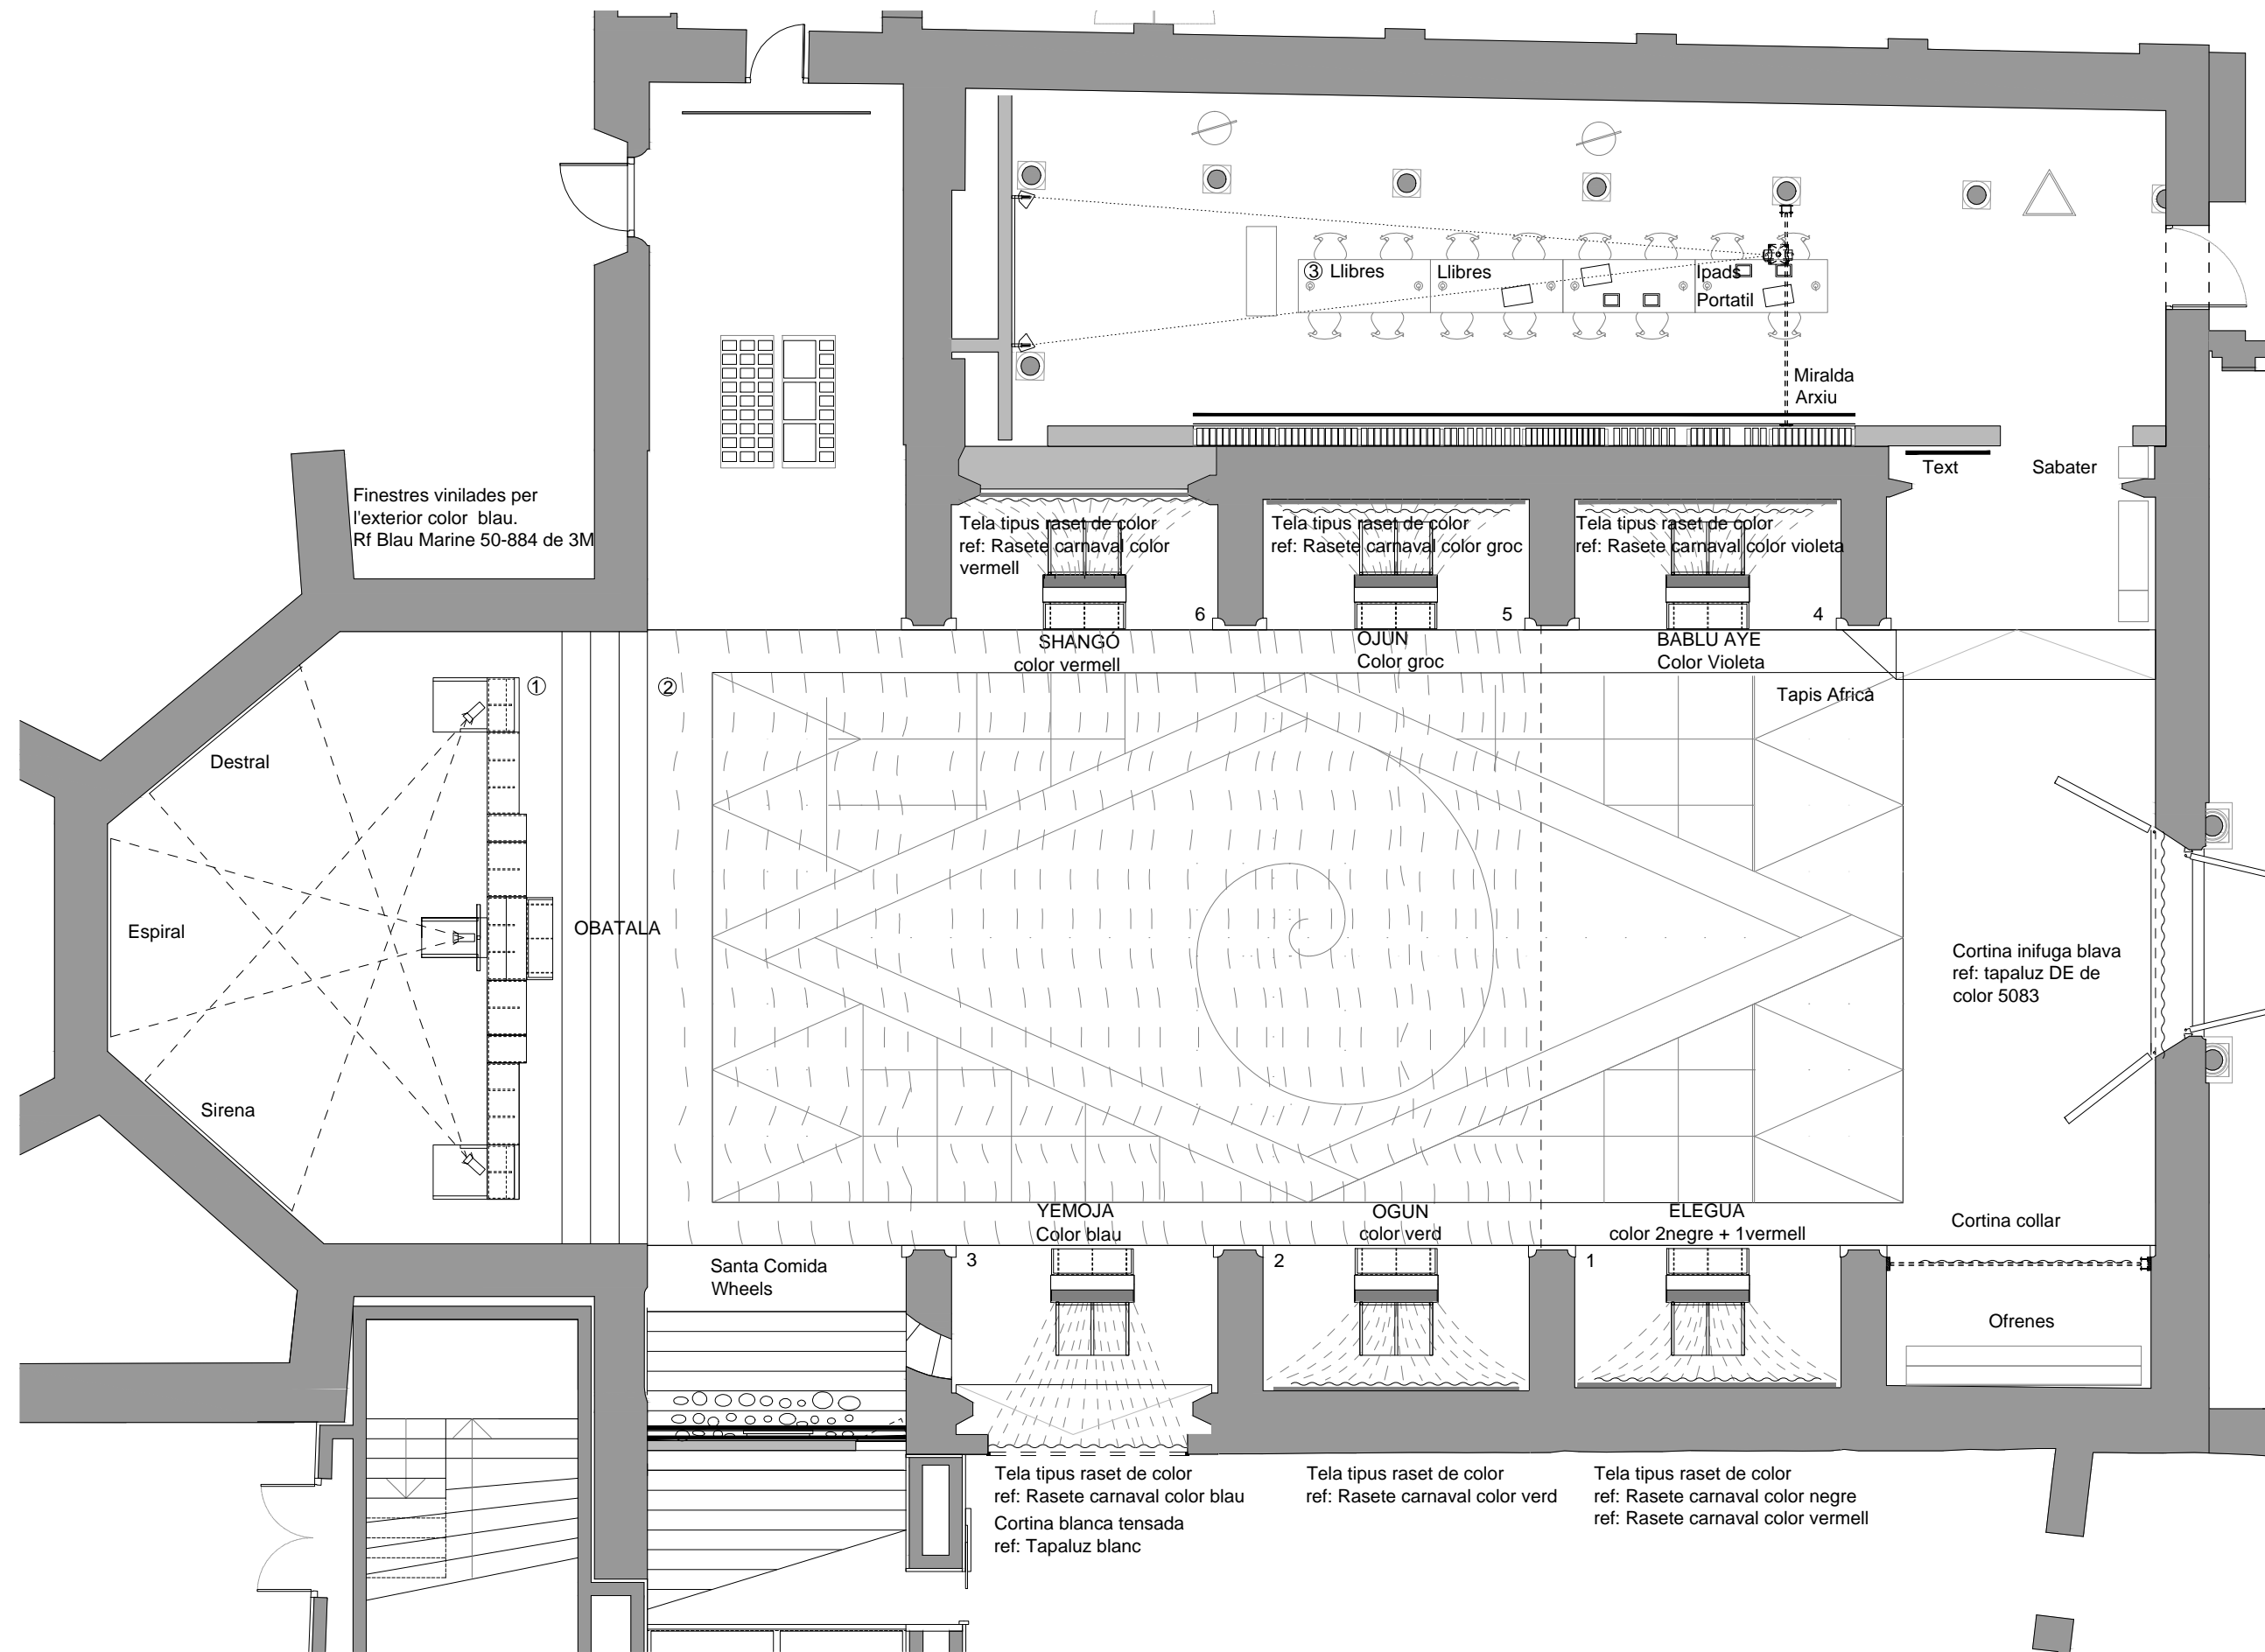 ③ Llibres
Llibres
Ipads
Portatil
Miralda
Arxiu
Text
Sabater
Finestres vinilades per
l'exterior color blau.
Rf Blau Marine 50-884 de 3M
Tela tipus raset de color
ref: Rasete carnaval color
vermell
Tela tipus raset de color
ref: Rasete carnaval color groc
Tela tipus raset de color
ref: Rasete carnaval color violeta
6
5
4
SHANGÓ
color vermell
OJUN
Color groc
BABLU AYE
Color Violeta
①
②
Tapis Africà
Destral
Espiral
OBATALA
Sirena
Cortina inifuga blava
ref: tapaluz DE de
color 5083
YEMOJA
Color blau
OGUN
color verd
ELEGUA
color 2negre + 1vermell
Cortina collar
Santa Comida
Wheels
3
2
1
Ofrenes
Tela tipus raset de color
ref: Rasete carnaval color blau
Cortina blanca tensada
ref: Tapaluz blanc
Tela tipus raset de color
ref: Rasete carnaval color verd
Tela tipus raset de color
ref: Rasete carnaval color negre
ref: Rasete carnaval color vermell